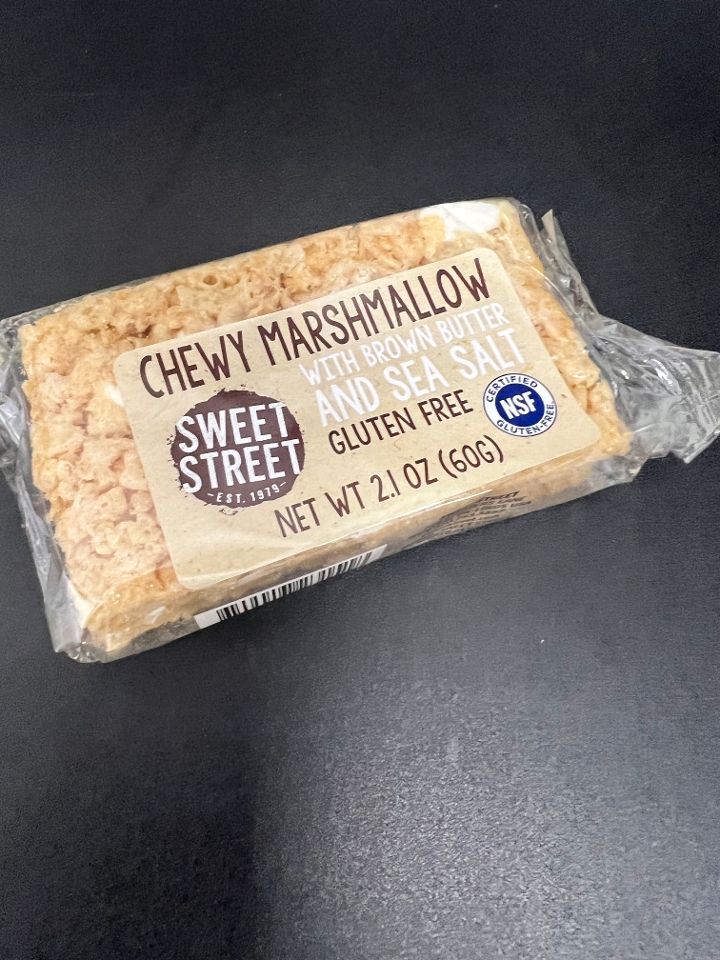 CHEWY MARSHMALLOW
WITH BROWN BUTTER
AND SEA SALT
GLUTEN FREE
SWEET
STREET
-EST. 1979-
CERTIFIED
NSF
GLUTEN-FREE
NET WT 2.1 OZ (60G)